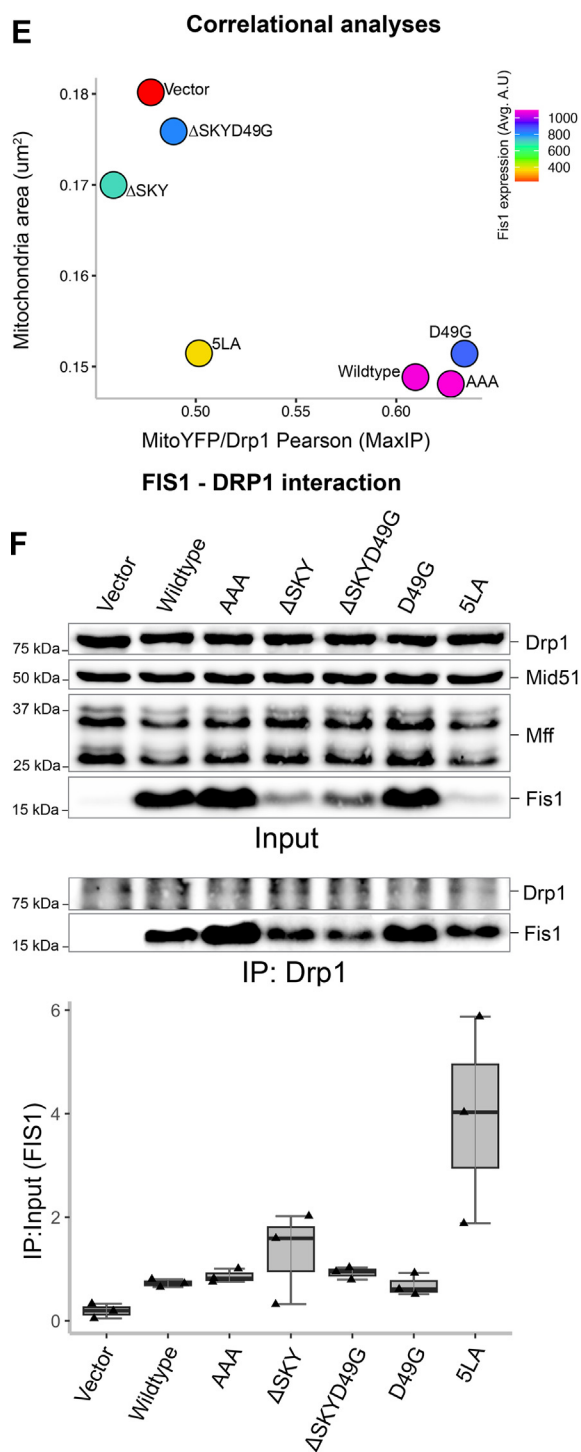 E
Correlational analyses
Mitochondria area (um²)
0.18
0.17
0.16
0.15
Vector
ΔSKYD49G
ΔSKY
5LA
D49G
Wildtype
AAA
0.50
0.55
0.60
MitoYFP/Drp1 Pearson (MaxIP)
Fis1 expression (Avg. A.U)
1000
800
600
400
FIS1 - DRP1 interaction
F
Vector
Wildtype
AAA
ΔSKY
ΔSKYD49G
D49G
5LA
75 kDa
Drp1
50 kDa
Mid51
37 kDa
Mff
25 kDa
Fis1
15 kDa
Input
Drp1
75 kDa
Fis1
15 kDa
IP: Drp1
IP:Input (FIS1)
6
4
2
0
Vector
Wildtype
AAA
ΔSKY
ΔSKYD49G
D49G
5LA